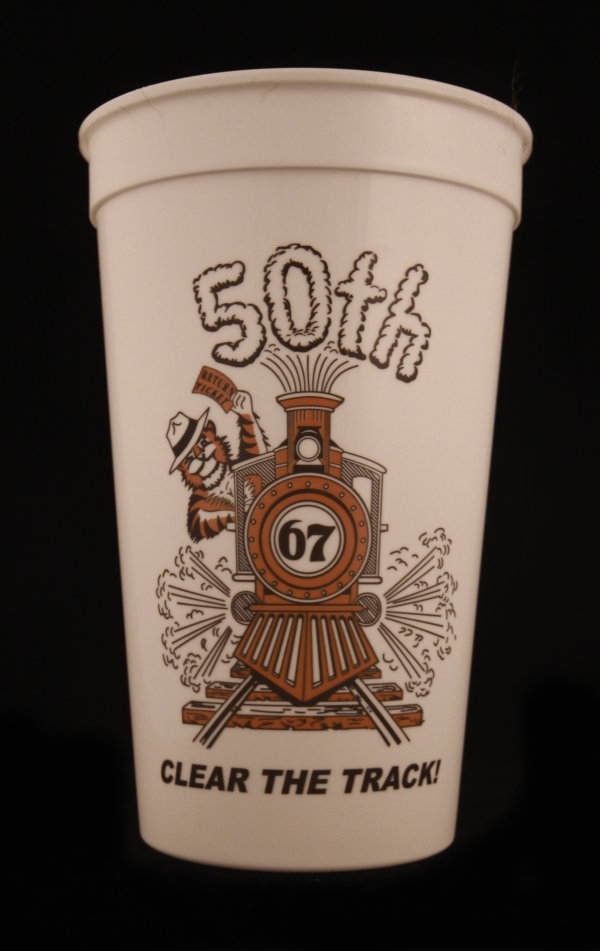 50th
RETURN
TICKET
67
CLEAR THE TRACK!